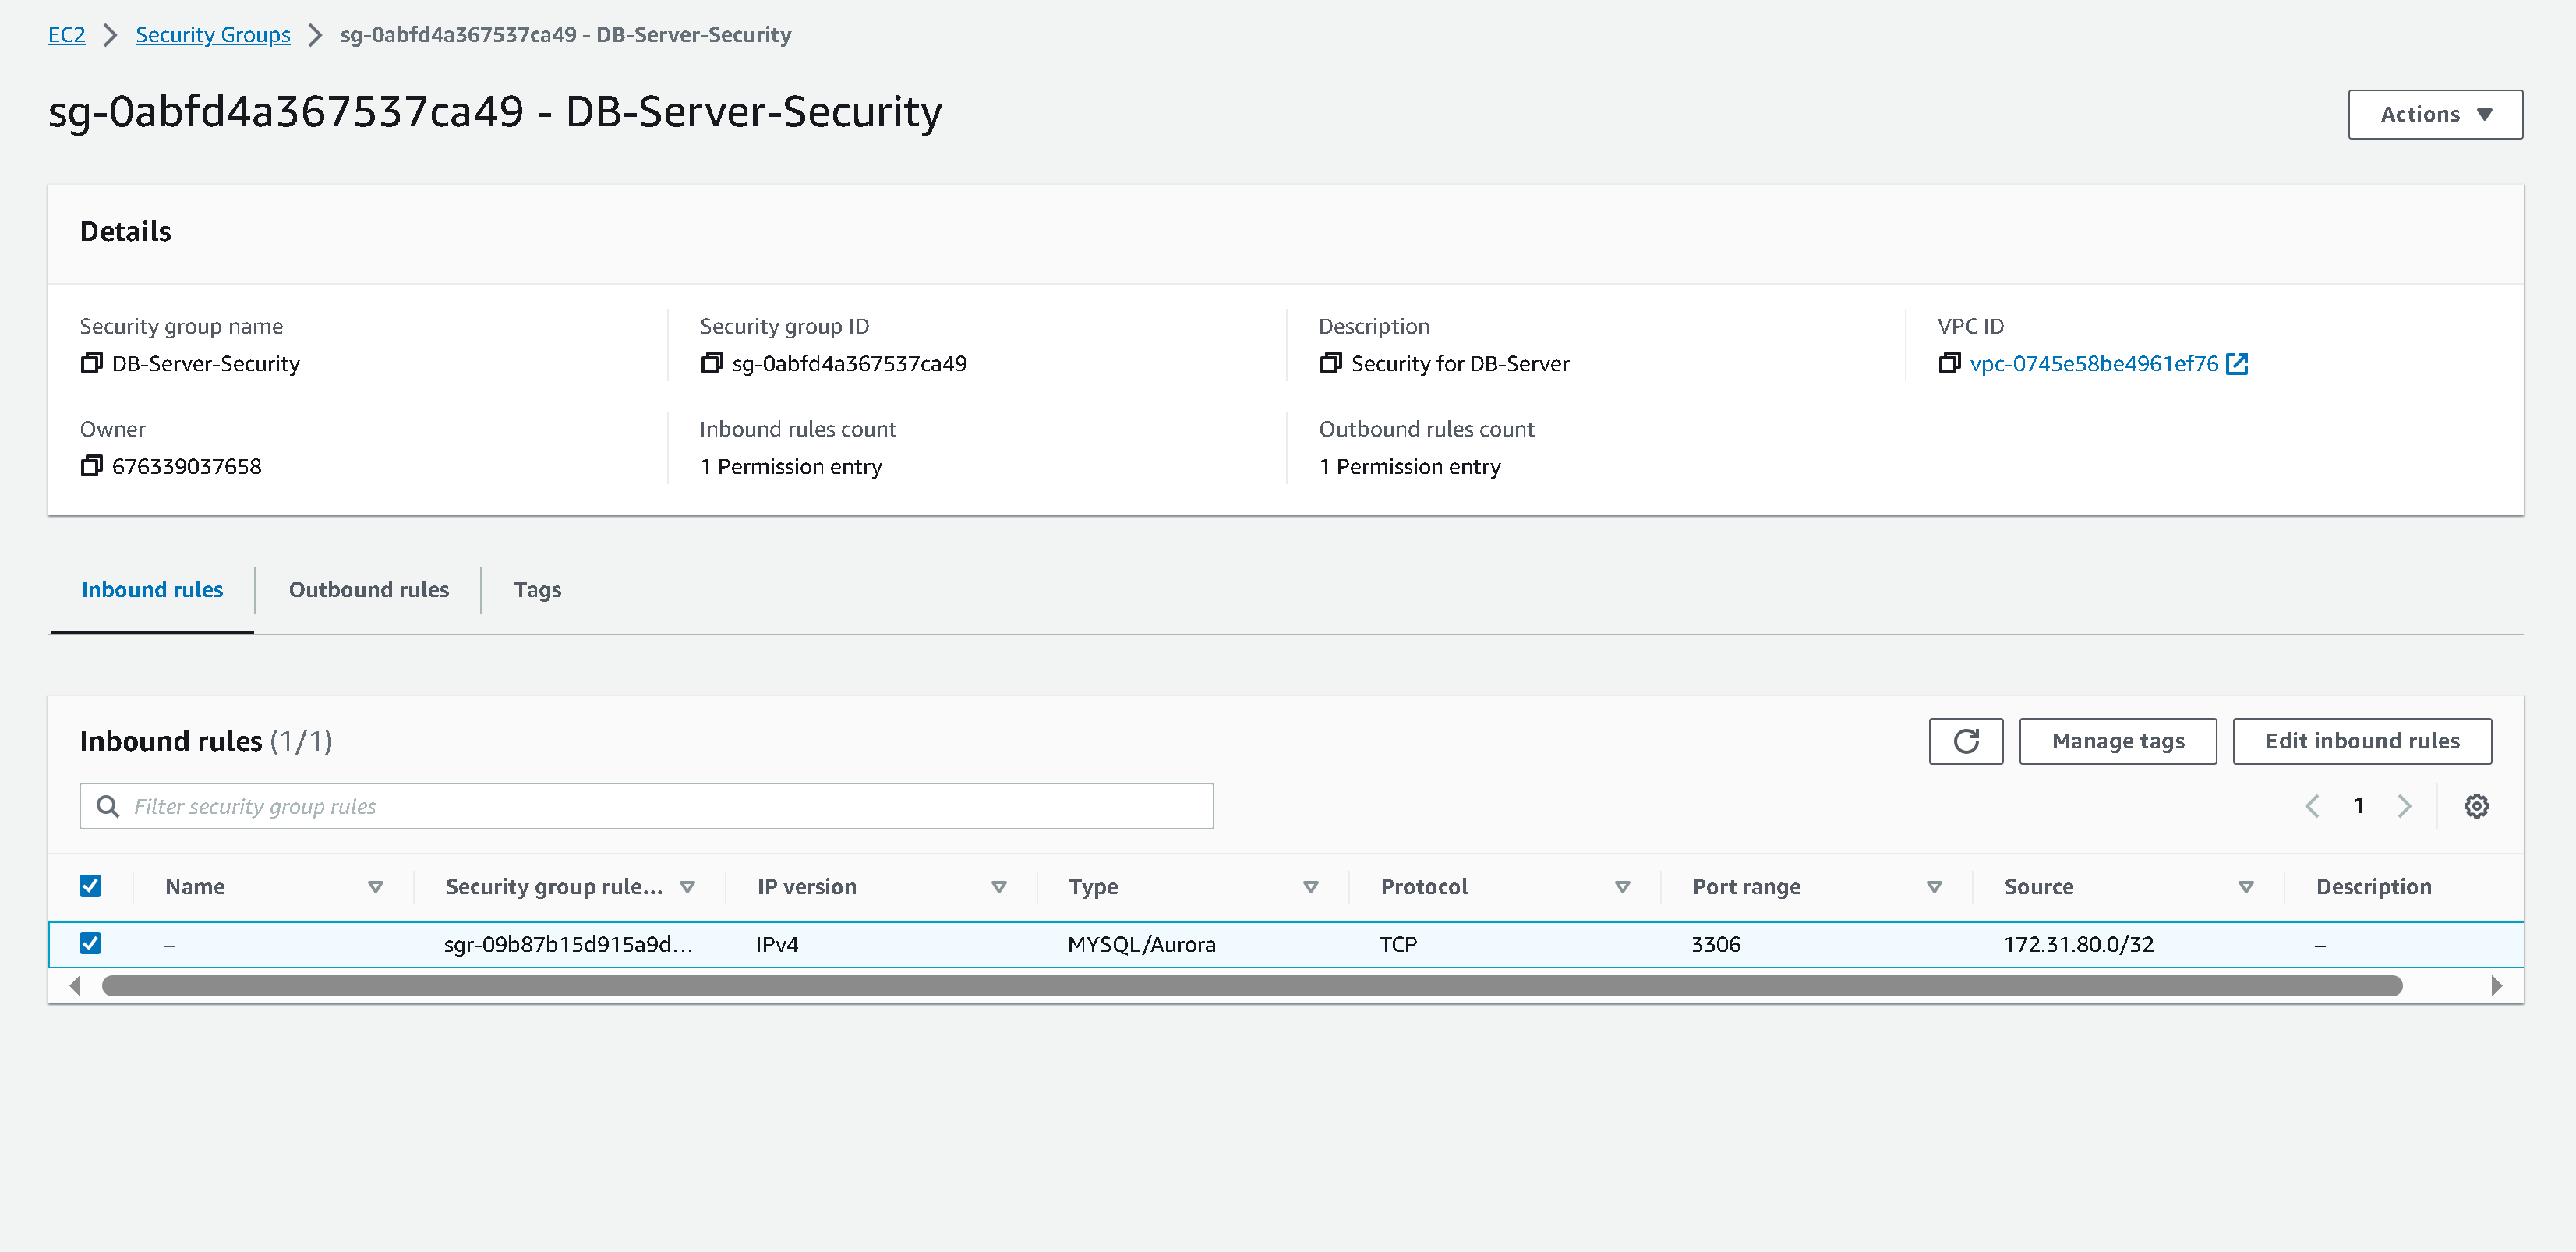 EC2 > Security Groups > sg-0abfd4a367537ca49 - DB-Server-Security
sg-0abfd4a367537ca49 - DB-Server-Security
Actions
Details
Security group name
DB-Server-Security
Security group ID
sg-0abfd4a367537ca49
Description
Security for DB-Server
VPC ID
vpc-0745e58be4961ef76
Owner
676339037658
Inbound rules count
1 Permission entry
Outbound rules count
1 Permission entry
Inbound rules Outbound rules Tags
Inbound rules (1/1)
Manage tags
Edit inbound rules
Filter security group rules
1
Name Security group rule... IP version Type Protocol Port range Source Description
– sgr-09b87b15d915a9d... IPv4 MYSQL/Aurora TCP 3306 172.31.80.0/32 –